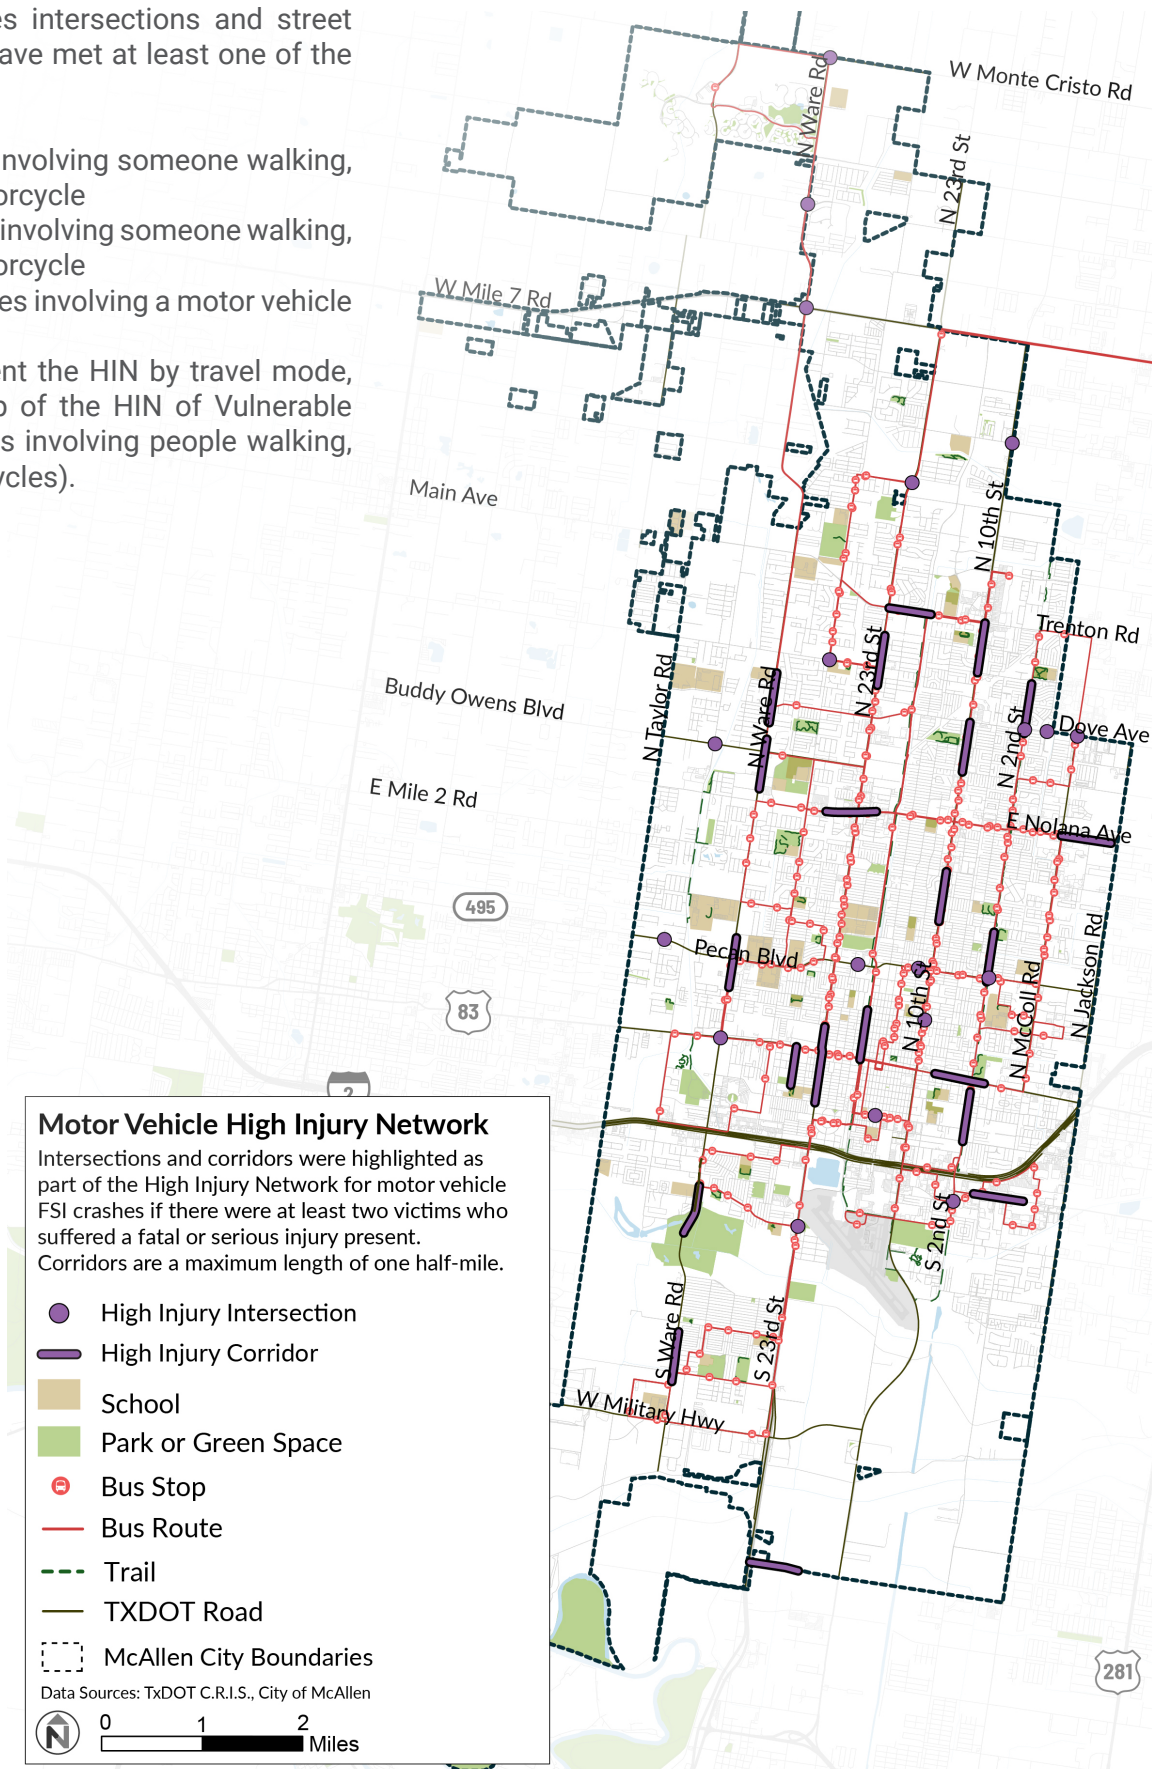 es intersections and street
ave met at least one of the
nvolving someone walking,
orcycle
involving someone walking,
orcycle
es involving a motor vehicle
ent the HIN by travel mode,
p of the HIN of Vulnerable
s involving people walking,
ycles).
W Monte Cristo Rd
N Ware Rd
N 23rd St
W Mile 7 Rd
Main Ave
N 10th St
Trenton Rd
N 23rd St
N Taylor Rd
N Ware Rd
Buddy Owens Blvd
N 2nd St
Dove Ave
E Mile 2 Rd
E Nolana Ave
495
Pecan Blvd
N 10th St
N McColl Rd
N Jackson Rd
83
2
S 2nd St
S Ware Rd
S 23rd St
W Military Hwy
281
Motor Vehicle High Injury Network
Intersections and corridors were highlighted as
part of the High Injury Network for motor vehicle
FSI crashes if there were at least two victims who
suffered a fatal or serious injury present.
Corridors are a maximum length of one half-mile.
High Injury Intersection
High Injury Corridor
School
Park or Green Space
Bus Stop
Bus Route
Trail
TXDOT Road
McAllen City Boundaries
Data Sources: TxDOT C.R.I.S., City of McAllen
N
0 1 2
Miles